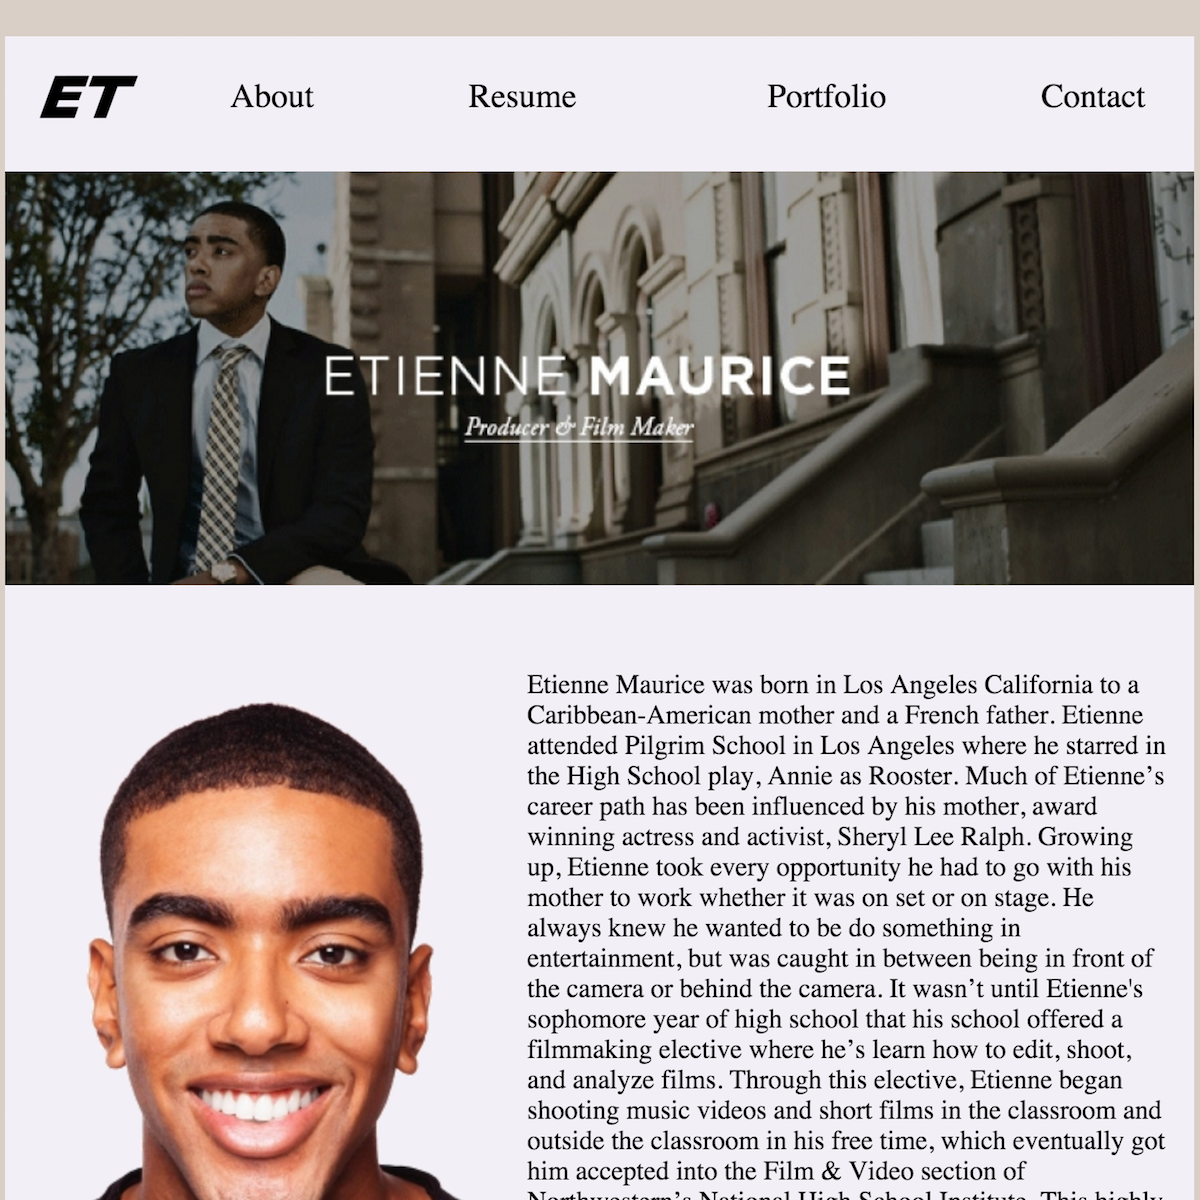 ET About Resume Portfolio Contact
ETIENNE MAURICE
Producer & Film Maker
Etienne Maurice was born in Los Angeles California to a
Caribbean-American mother and a French father. Etienne
attended Pilgrim School in Los Angeles where he starred in
the High School play, Annie as Rooster. Much of Etienne’s
career path has been influenced by his mother, award
winning actress and activist, Sheryl Lee Ralph. Growing
up, Etienne took every opportunity he had to go with his
mother to work whether it was on set or on stage. He
always knew he wanted to be do something in
entertainment, but was caught in between being in front of
the camera or behind the camera. It wasn’t until Etienne's
sophomore year of high school that his school offered a
filmmaking elective where he’s learn how to edit, shoot,
and analyze films. Through this elective, Etienne began
shooting music videos and short films in the classroom and
outside the classroom in his free time, which eventually got
him accepted into the Film & Video section of
Northwestern’s National High School Institute. This highly